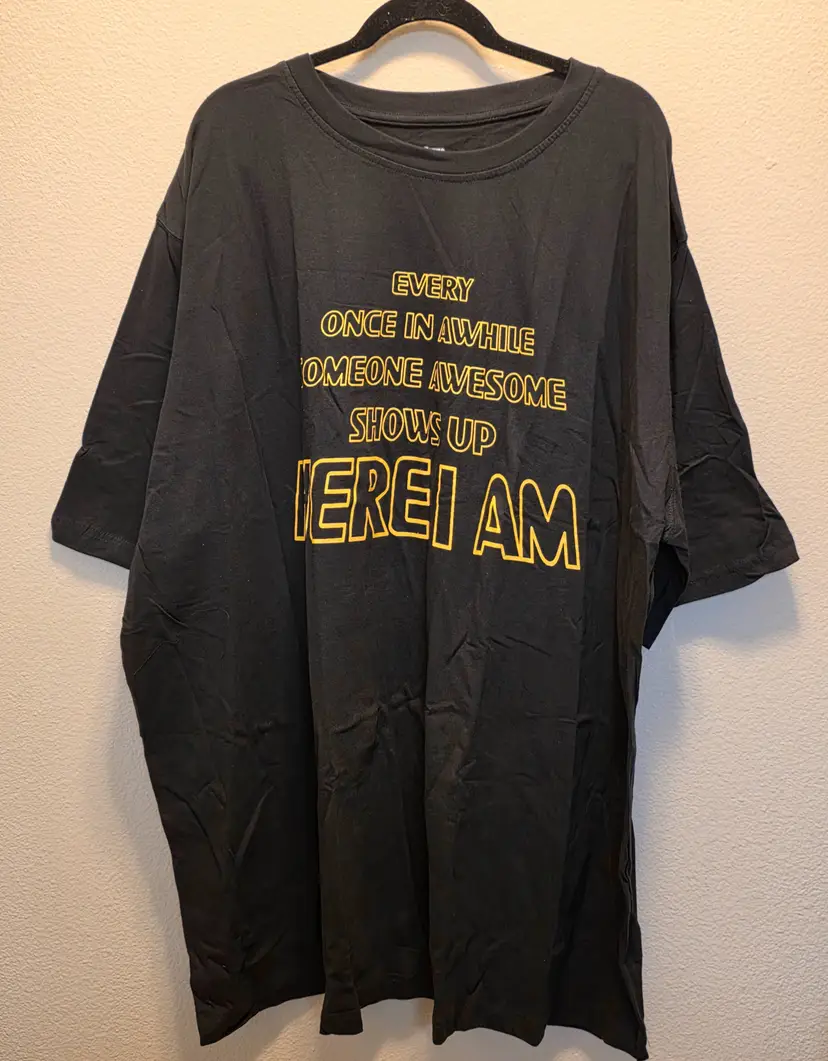 EVERY
ONCE IN AWHILE
SOMEONE AWESOME
SHOWS UP
HERE I AM